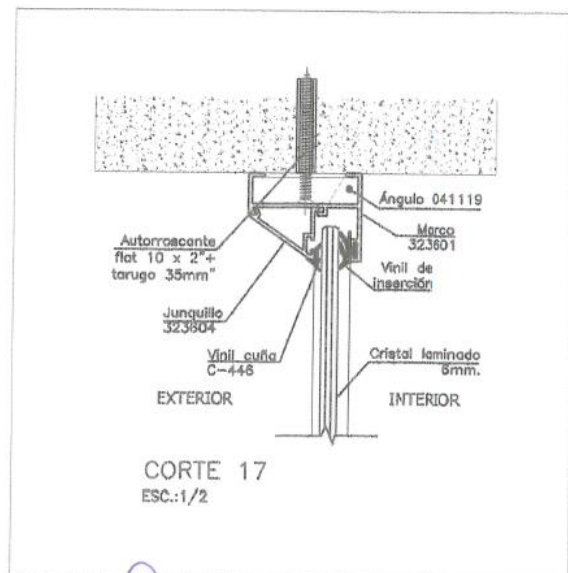 Ángulo 041119
Marco
323601
Autorroscante
flat 10 x 2"+
tarugo 35mm"
Vinil de
inserción
Junquillo
323604
Vinil cuña
C-446
Cristal laminado
6mm.
EXTERIOR
INTERIOR
CORTE 17
ESC.:1/2